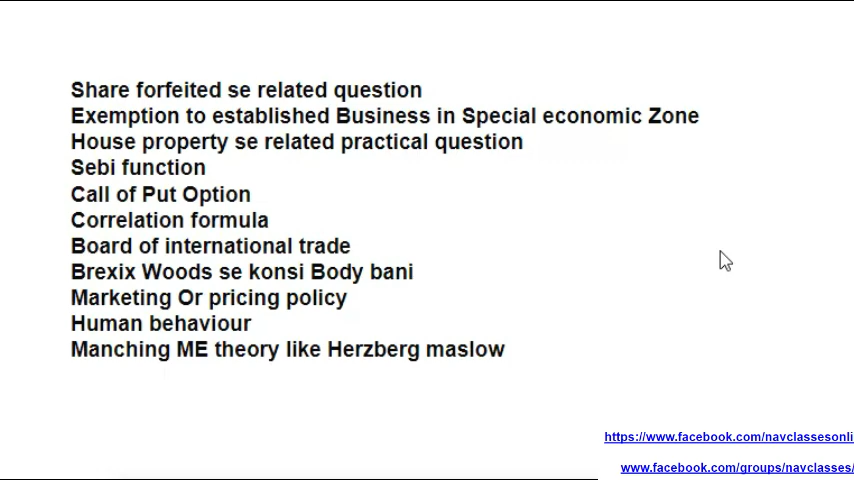 Share forfeited se related question
Exemption to established Business in Special economic Zone
House property se related practical question
Sebi function
Call of Put Option
Correlation formula
Board of international trade
Brexix Woods se konsi Body bani
Marketing Or pricing policy
Human behaviour
Manching ME theory like Herzberg maslow
https://www.facebook.com/navclassesonli
www.facebook.com/groups/navclasses/